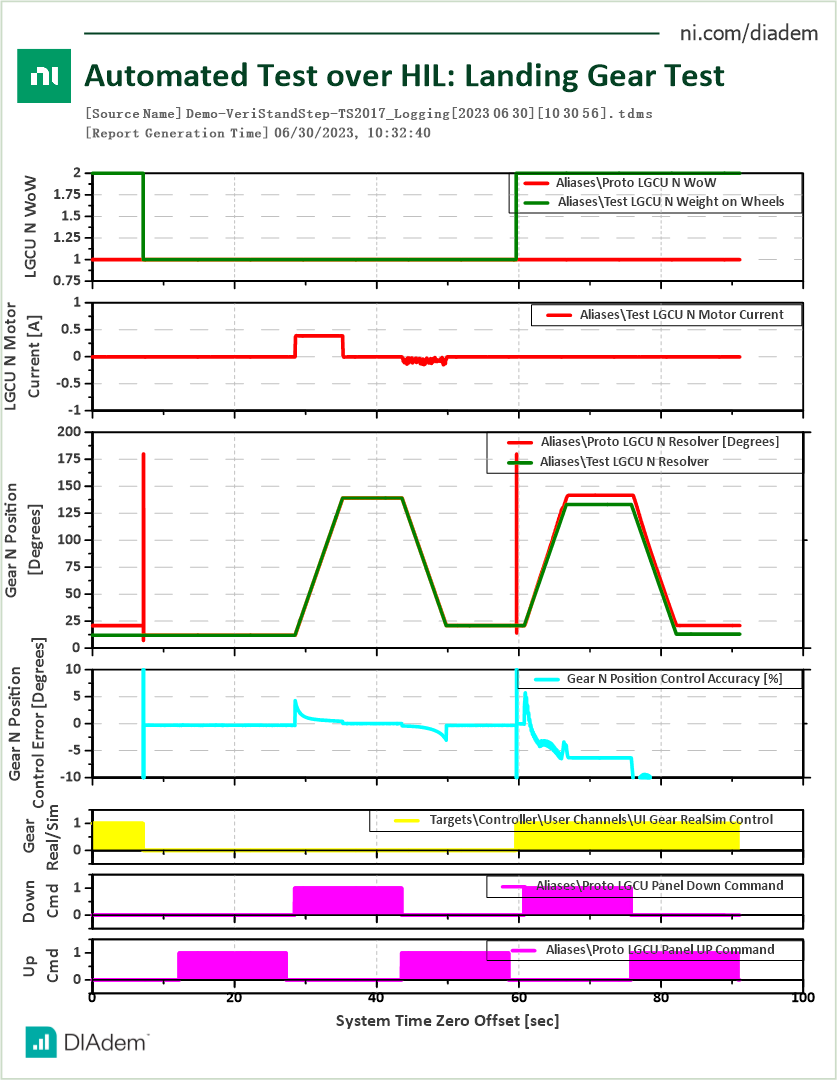 ni.com/diadem
ni
Automated Test over HIL: Landing Gear Test
[Source Name] Demo-VeriStandStep-TS2017_Logging[2023 06 30][10 30 56].tdms
[Report Generation Time] 06/30/2023, 10:32:40
LGCU N WoW
2
1.75
1.5
1.25
1
0.75
Aliases\Proto LGCU N WoW
Aliases\Test LGCU N Weight on Wheels
LGCU N Motor
Current [A]
1
0.5
0
-0.5
-1
Aliases\Test LGCU N Motor Current
Gear N Position
[Degrees]
200
175
150
125
100
75
50
25
0
Aliases\Proto LGCU N Resolver [Degrees]
Aliases\Test LGCU N Resolver
Gear N Position
Control Error [Degrees]
10
5
0
-5
-10
Gear N Position Control Accuracy [%]
Gear
Real/Sim
1
0
Targets\Controller\User Channels\UI Gear RealSim Control
Down
Cmd
1
0
Aliases\Proto LGCU Panel Down Command
Up
Cmd
1
0
Aliases\Proto LGCU Panel UP Command
0 20 40 60 80 100
System Time Zero Offset [sec]
DIAdem™